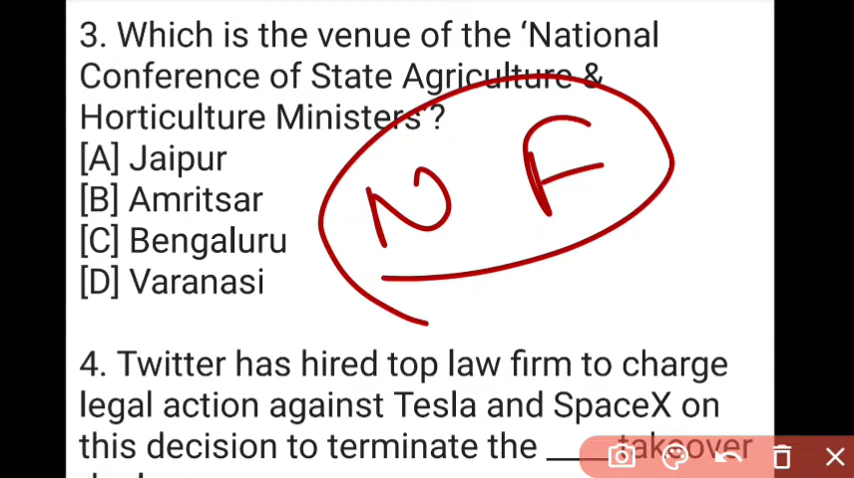 3. Which is the venue of the ‘National
Conference of State Agriculture &
Horticulture Ministers’?
[A] Jaipur
[B] Amritsar
[C] Bengaluru
[D] Varanasi
N F
4. Twitter has hired top law firm to charge
legal action against Tesla and SpaceX on
this decision to terminate the ____ takeover